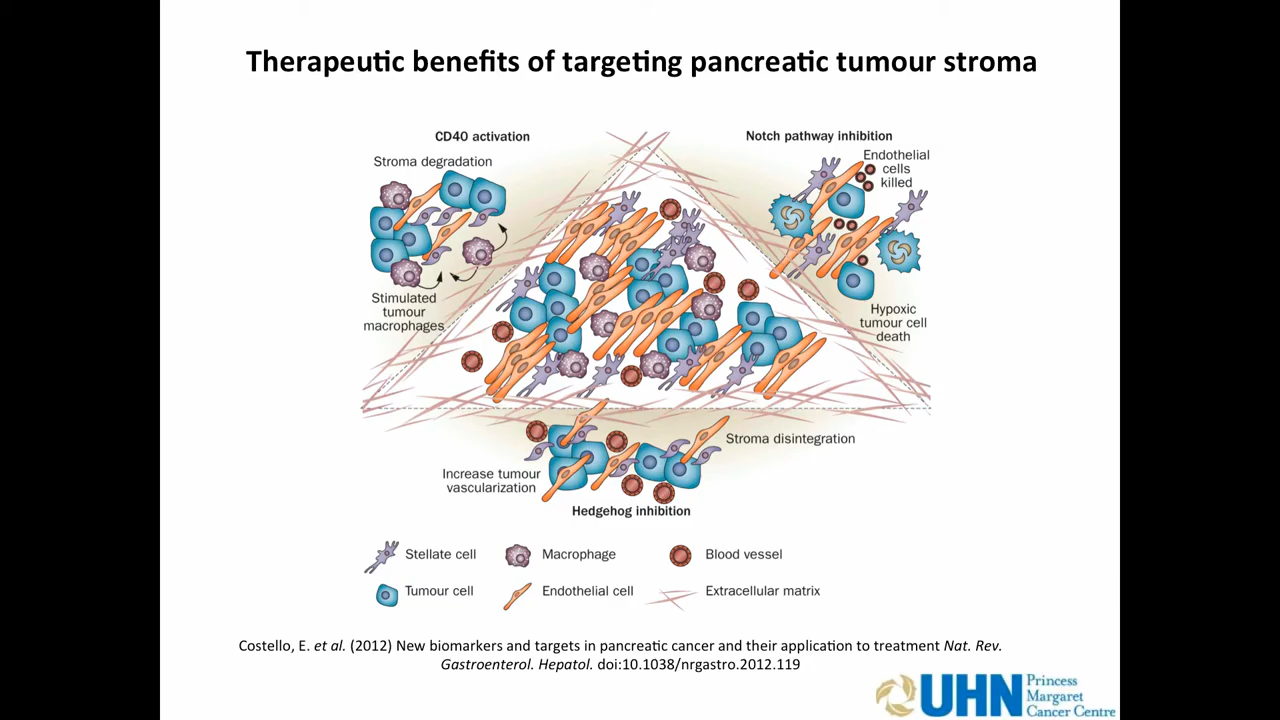 Therapeutic benefits of targeting pancreatic tumour stroma
CD40 activation
Stroma degradation
Stimulated
tumour
macrophages
Notch pathway inhibition
Endothelial
cells
killed
Hypoxic
tumour cell
death
Stroma disintegration
Increase tumour
vascularization
Hedgehog inhibition
Stellate cell
Macrophage
Blood vessel
Tumour cell
Endothelial cell
Extracellular matrix
Costello, E. et al. (2012) New biomarkers and targets in pancreatic cancer and their application to treatment Nat. Rev.
Gastroenterol. Hepatol. doi:10.1038/nrgastro.2012.119
UHN
Princess
Margaret
Cancer Centre